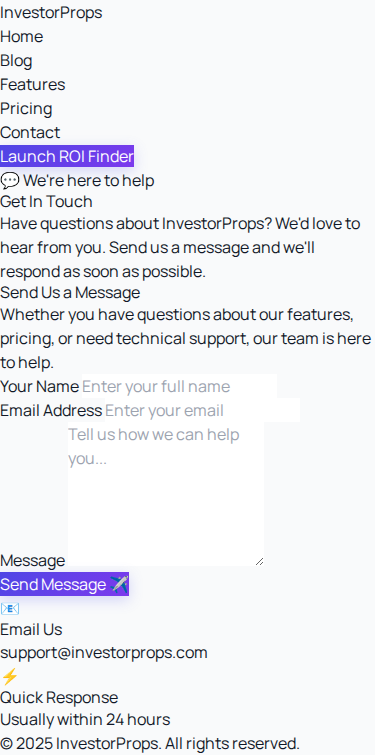 InvestorProps
Home
Blog
Features
Pricing
Contact
Launch ROI Finder
💬 We're here to help
Get In Touch
Have questions about InvestorProps? We'd love to
hear from you. Send us a message and we'll
respond as soon as possible.
Send Us a Message
Whether you have questions about our features,
pricing, or need technical support, our team is here
to help.
Your Name Enter your full name
Email Address Enter your email
Tell us how we can help
you...
Message
Send Message ✈️
📧
Email Us
support@investorprops.com
⚡
Quick Response
Usually within 24 hours
© 2025 InvestorProps. All rights reserved.